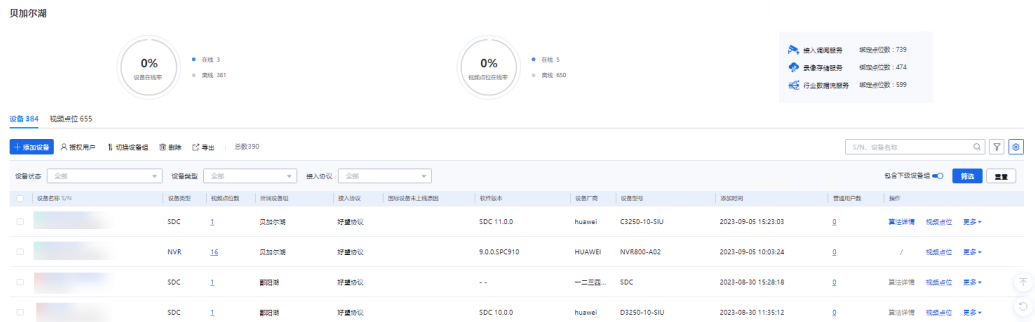 贝加尔湖
0%
设备在线率
在线 3
离线 381
0%
视频点位在线率
在线 5
离线 650
接入调阅服务 绑定点位数：739
录像存储服务 绑定点位数：474
行业数据流服务 绑定点位数：599
设备 384 视频点位 655
增加设备 授权用户 切换设备组 删除 导出 总数390
S/N、设备名称
设备状态 全部 设备类型 全部 接入协议 全部 包含下级设备组 筛选 重置
设备名称 S/N 设备类型 视频点位数 所属设备组 接入协议 国标设备未上线原因 软件版本 设备厂商 设备型号 添加时间 普通用户数 操作
SDC 1 贝加尔湖 好望协议 SDC 11.0.0 huawei C3250-10-SIU 2023-09-05 15:23:03 0 算法详情 视频点位 更多
NVR 16 贝加尔湖 好望协议 9.0.0.SPC910 HUAWEI NVR800-A02 2023-09-05 10:03:24 0 / 视频点位 更多
SDC 1 鄱阳湖 好望协议 - - 一二三四... SDC 2023-08-30 15:28:18 0 算法详情 视频点位 更多
SDC 1 鄱阳湖 好望协议 SDC 10.0.0 huawei D3250-10-SIU 2023-08-30 11:35:12 0 算法详情 视频点位 更多